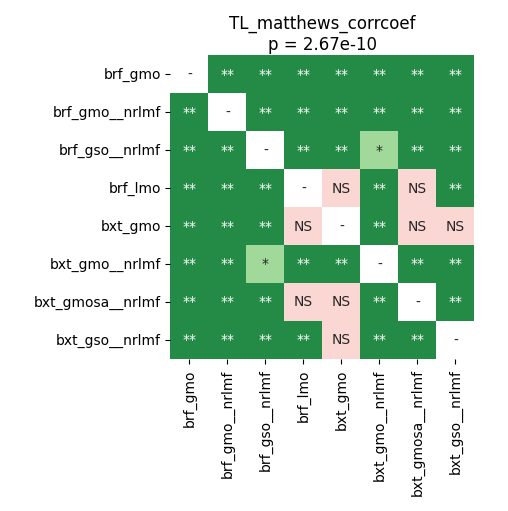 TL_matthews_corrcoef
p = 2.67e-10
brf_gmo - ** ** ** ** ** ** **
brf_gmo__nrlmf ** - ** ** ** ** ** **
brf_gso__nrlmf ** ** - ** ** * ** **
brf_lmo ** ** ** - NS ** NS **
bxt_gmo ** ** ** NS - ** NS NS
bxt_gmo__nrlmf ** ** * ** ** - ** **
bxt_gmosa__nrlmf ** ** ** NS NS ** - **
bxt_gso__nrlmf ** ** ** ** NS ** ** -
brf_gmo
brf_gmo__nrlmf
brf_gso__nrlmf
brf_lmo
bxt_gmo
bxt_gmo__nrlmf
bxt_gmosa__nrlmf
bxt_gso__nrlmf